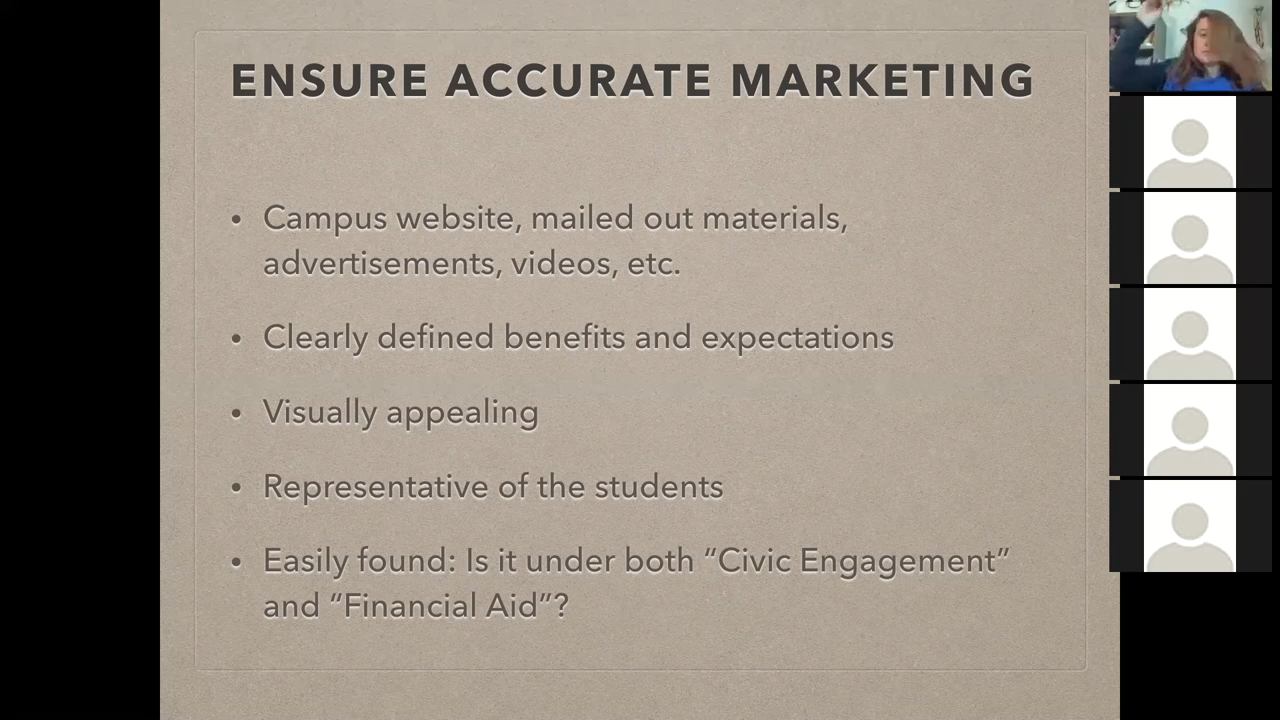 ENSURE ACCURATE MARKETING
• Campus website, mailed out materials,
advertisements, videos, etc.
• Clearly defined benefits and expectations
• Visually appealing
• Representative of the students
• Easily found: Is it under both “Civic Engagement”
and “Financial Aid”?